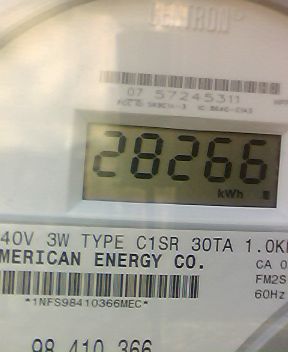 CENTRON
07 57245311
28266
kWh
40V 3W TYPE C1SR 30TA 1.0K
MERICAN ENERGY CO.
CA 0
FM2S
60Hz
*1NFS98410366MEC*
98 410 366